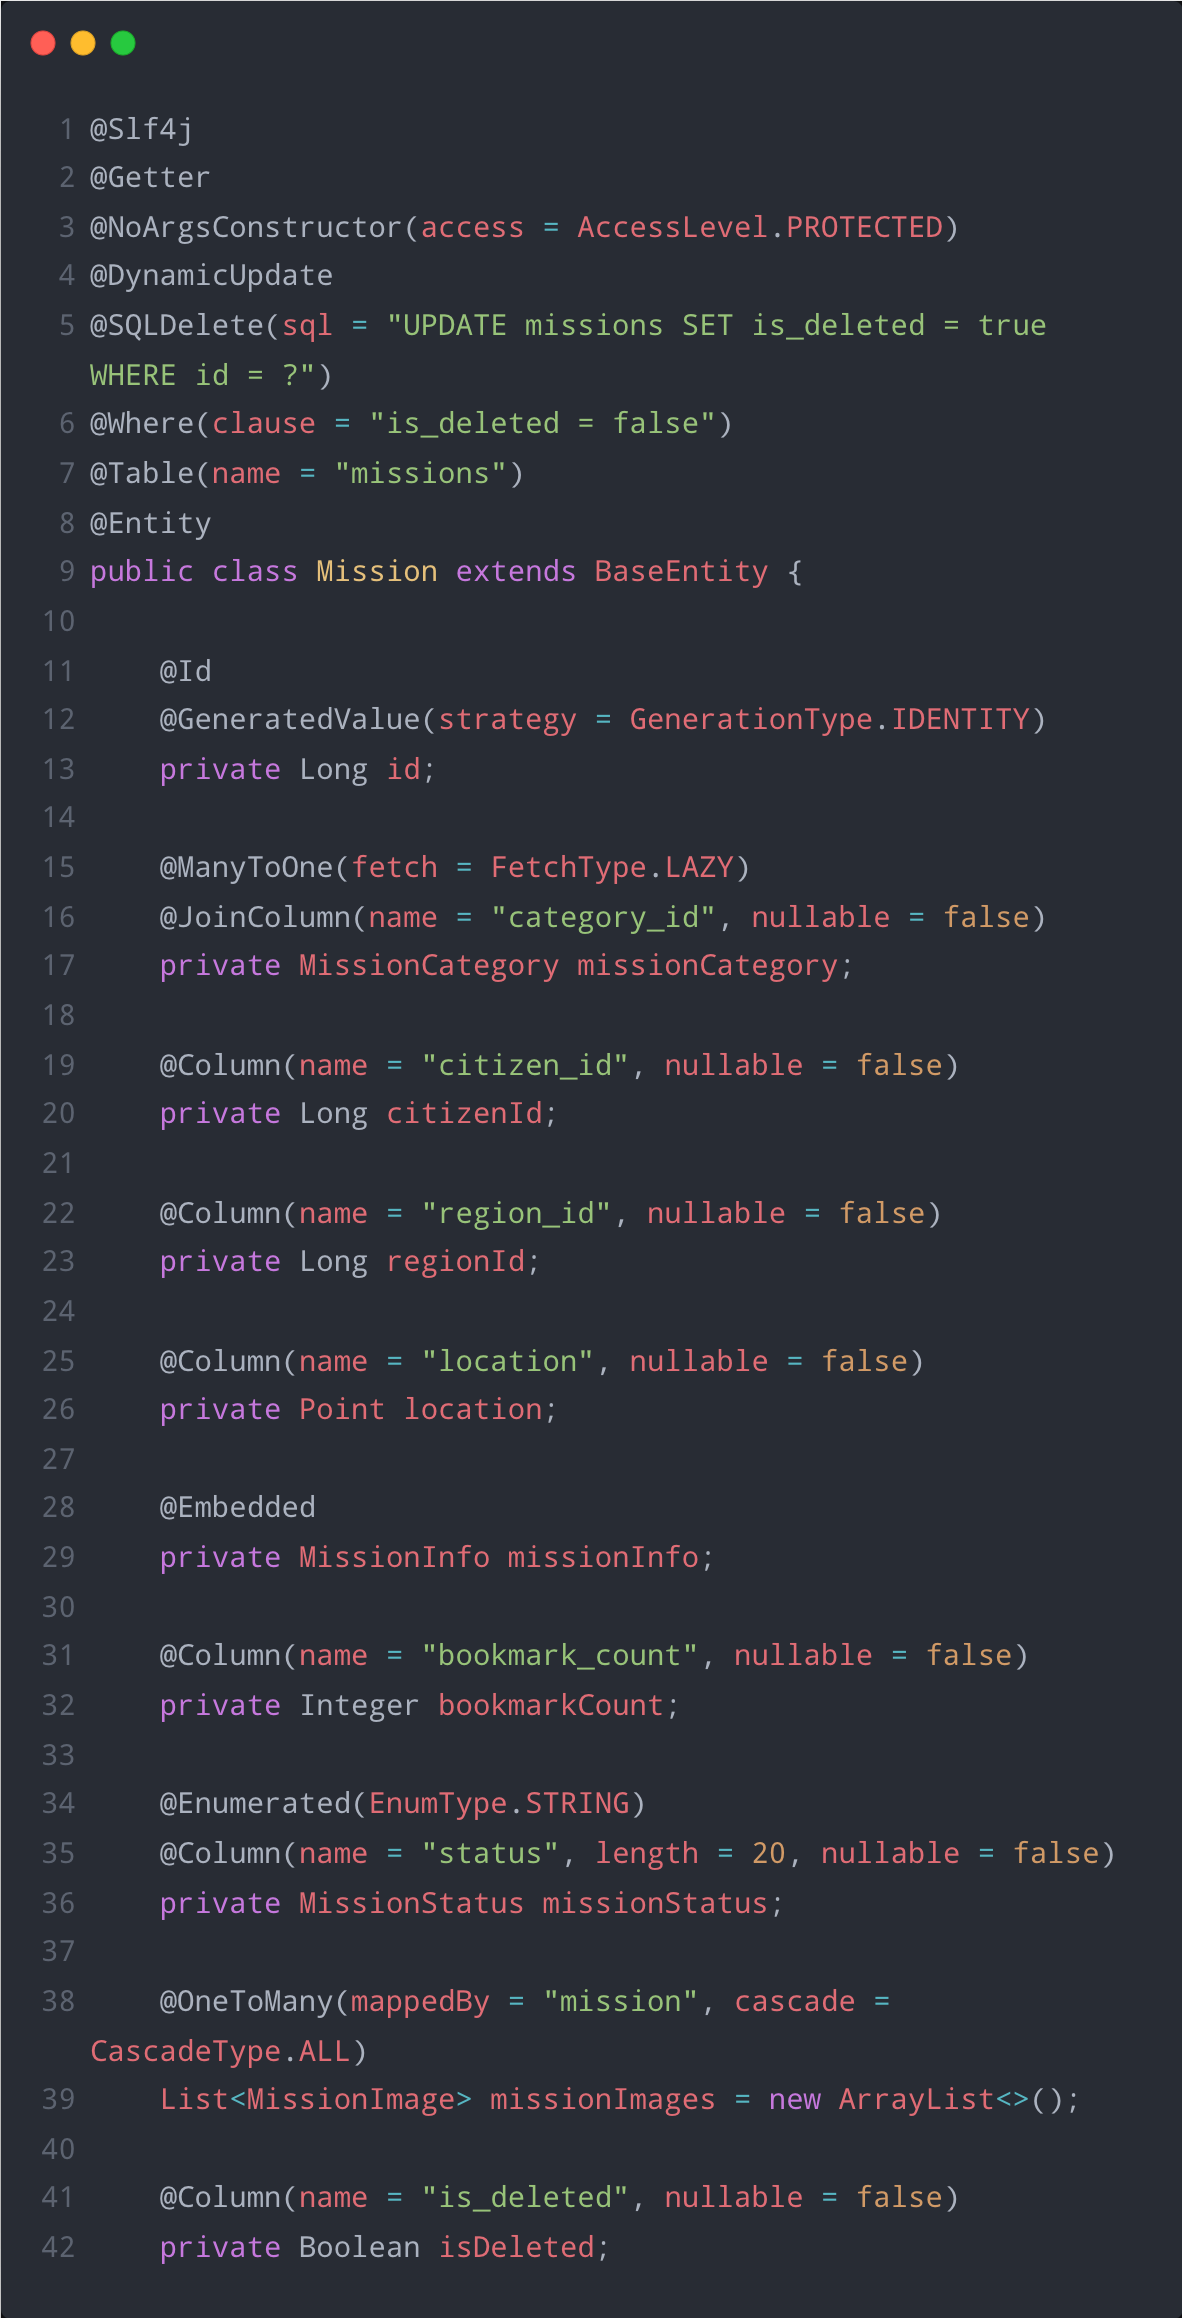 1 @Slf4j
2 @Getter
3 @NoArgsConstructor(access = AccessLevel.PROTECTED)
4 @DynamicUpdate
5 @SQLDelete(sql = "UPDATE missions SET is_deleted = true
WHERE id = ?")
6 @Where(clause = "is_deleted = false")
7 @Table(name = "missions")
8 @Entity
9 public class Mission extends BaseEntity {
10
11     @Id
12     @GeneratedValue(strategy = GenerationType.IDENTITY)
13     private Long id;
14
15     @ManyToOne(fetch = FetchType.LAZY)
16     @JoinColumn(name = "category_id", nullable = false)
17     private MissionCategory missionCategory;
18
19     @Column(name = "citizen_id", nullable = false)
20     private Long citizenId;
21
22     @Column(name = "region_id", nullable = false)
23     private Long regionId;
24
25     @Column(name = "location", nullable = false)
26     private Point location;
27
28     @Embedded
29     private MissionInfo missionInfo;
30
31     @Column(name = "bookmark_count", nullable = false)
32     private Integer bookmarkCount;
33
34     @Enumerated(EnumType.STRING)
35     @Column(name = "status", length = 20, nullable = false)
36     private MissionStatus missionStatus;
37
38     @OneToMany(mappedBy = "mission", cascade =
CascadeType.ALL)
39     List<MissionImage> missionImages = new ArrayList<>();
40
41     @Column(name = "is_deleted", nullable = false)
42     private Boolean isDeleted;